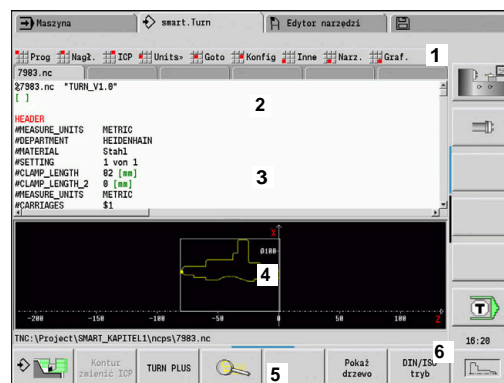 Maszyna smart.Turn Edytor narzędzi
Prog Nagł. ICP Units» Goto Konfig Inne Narz. Graf. 1
7983.nc
27983.nc "TURN_V1.0"
[ ] 2
HEADER
#MEASURE_UNITS METRIC
#DEPARTMENT HEIDENHAIN
#MATERIAL Stahl
#SETTING 1 von 1
#CLAMP_LENGTH 82 [mm] 3
#CLAMP_LENGTH_2 0 [mm]
#MEASURE_UNITS METRIC
#CARRIAGES $1
X
Ø100
4
-200 -150 -100 -50 0 50 100 Z
T
TNC:\Project\SMART_KAPITEL1\ncps\7983.nc 16:20
Kontur zmienić ICP
TURN PLUS
5
Pokaż drzewo
DIN/ISO tryb
6